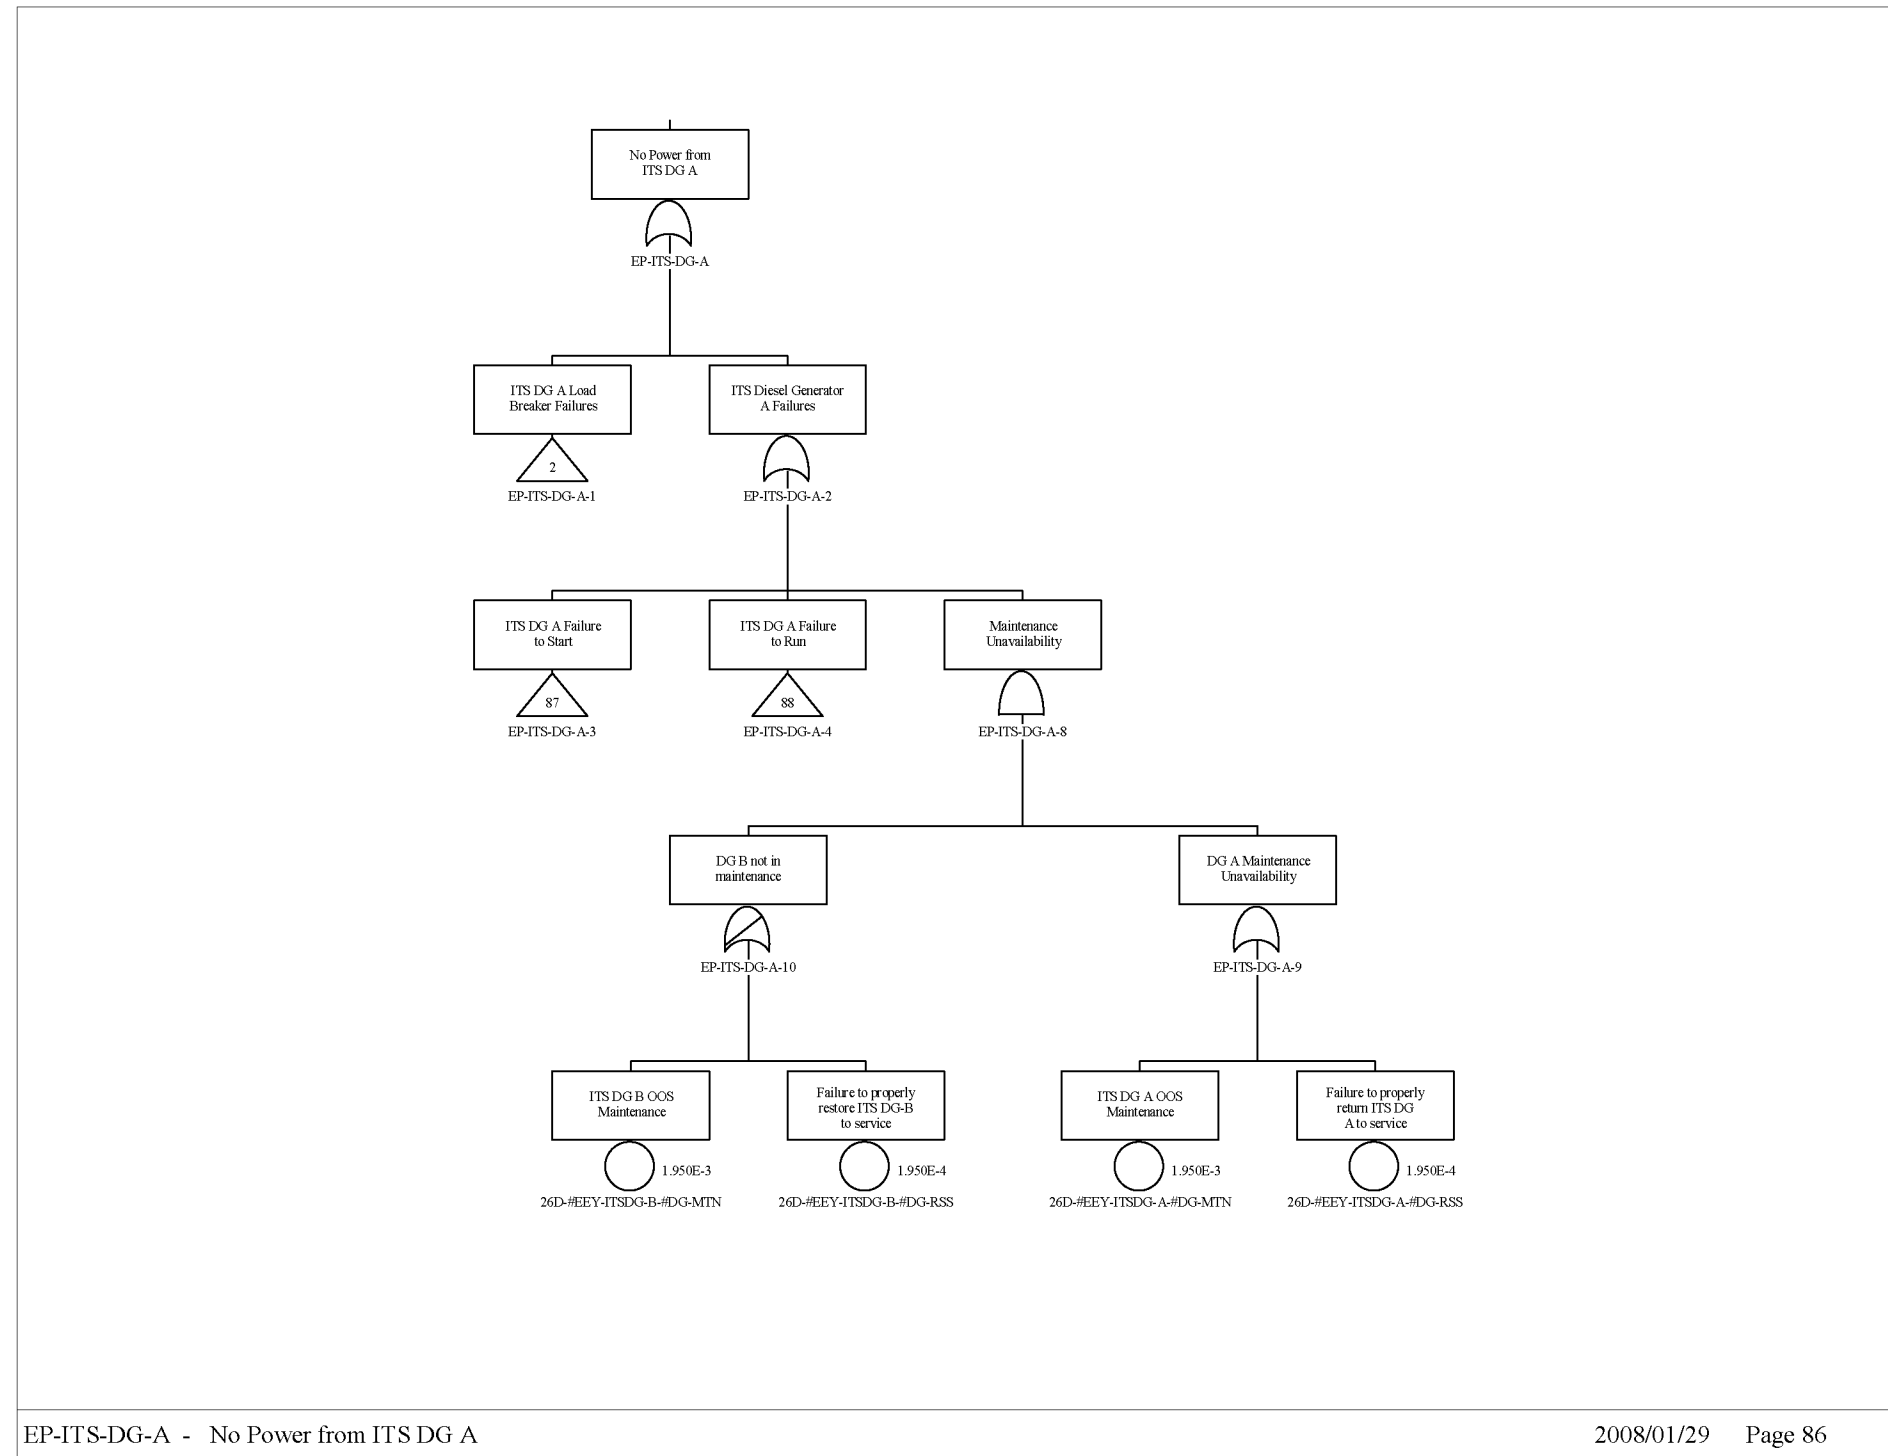 No Power from
ITS DG A
EP-ITS-DG-A
ITS DG A Load
Breaker Failures
2
EP-ITS-DG-A-1
ITS Diesel Generator
A Failures
EP-ITS-DG-A-2
ITS DG A Failure
to Start
87
EP-ITS-DG-A-3
ITS DG A Failure
to Run
88
EP-ITS-DG-A-4
Maintenance
Unavailability
EP-ITS-DG-A-8
DG B not in
maintenance
EP-ITS-DG-A-10
DG A Maintenance
Unavailability
EP-ITS-DG-A-9
ITS DG B OOS
Maintenance
1.950E-3
26D-#EEY-ITSDG-B-#DG-MTN
Failure to properly
restore ITS DG-B
to service
1.950E-4
26D-#EEY-ITSDG-B-#DG-RSS
ITS DG A OOS
Maintenance
1.950E-3
26D-#EEY-ITSDG-A-#DG-MTN
Failure to properly
return ITS DG
A to service
1.950E-4
26D-#EEY-ITSDG-A-#DG-RSS
EP-ITS-DG-A - No Power from ITS DG A
2008/01/29 Page 86